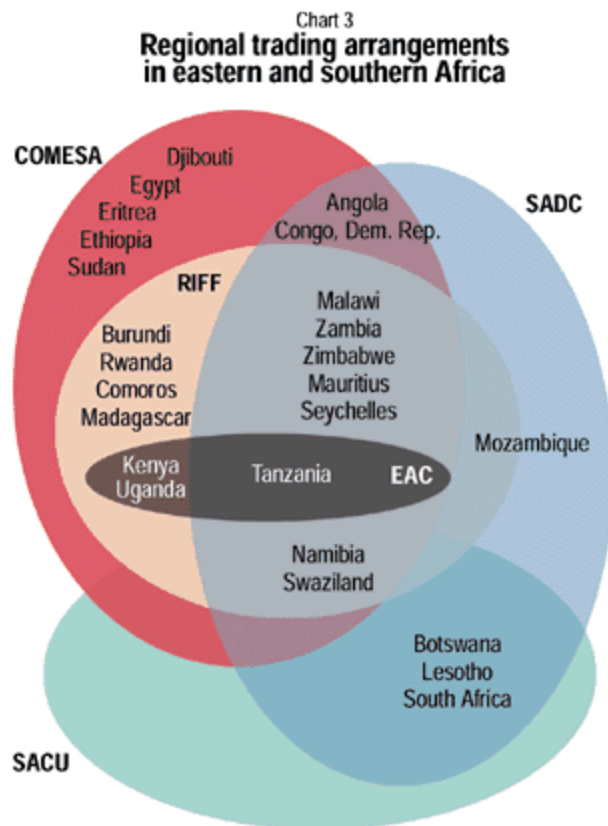 Chart 3
Regional trading arrangements
in eastern and southern Africa
COMESA
Djibouti
Egypt
Eritrea
Ethiopia
Sudan
SADC
Angola
Congo, Dem. Rep.
RIFF
Burundi
Rwanda
Comoros
Madagascar
Malawi
Zambia
Zimbabwe
Mauritius
Seychelles
Mozambique
Kenya
Uganda
Tanzania
EAC
Namibia
Swaziland
Botswana
Lesotho
South Africa
SACU